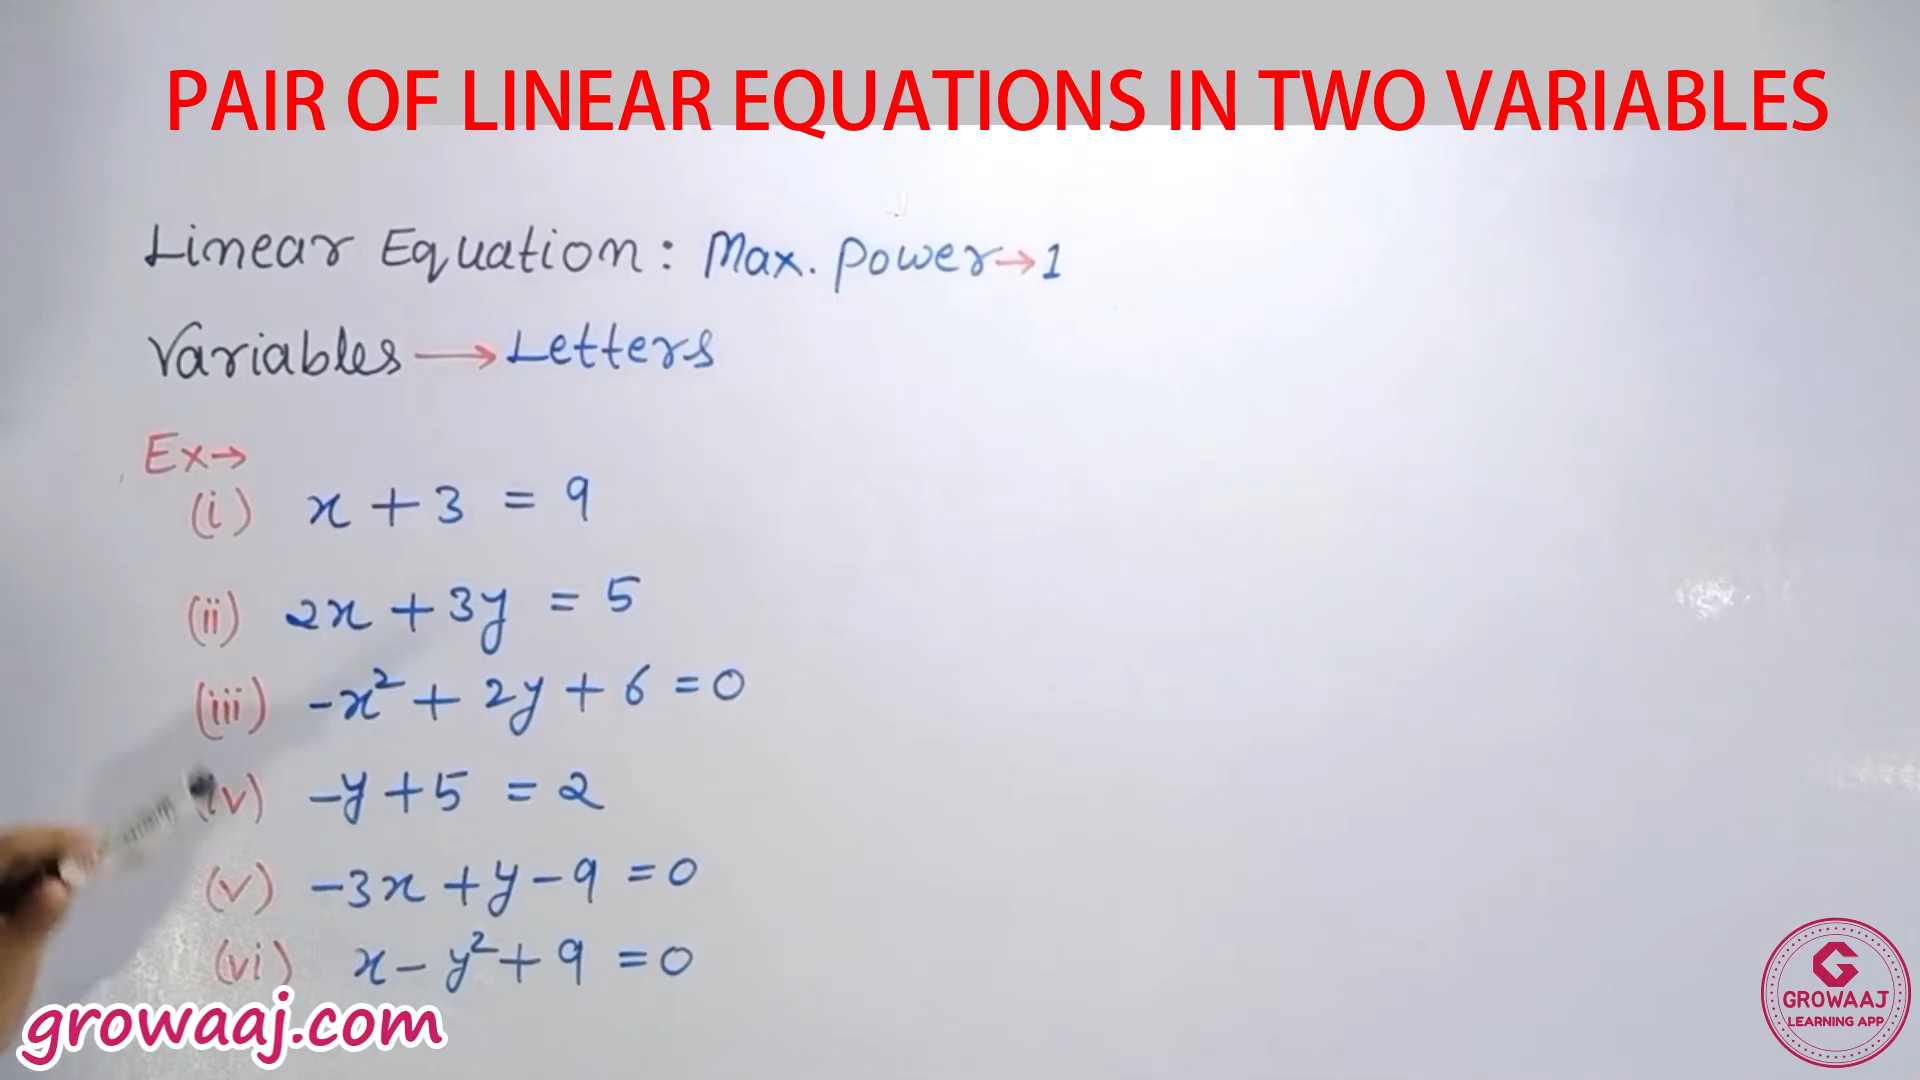 PAIR OF LINEAR EQUATIONS IN TWO VARIABLES
Linear Equation: Max. Power→1
Variables→Letters
Ex→
(i) x + 3 = 9
(ii) 2x + 3y = 5
(iii) -x² + 2y + 6 = 0
(iv) -y + 5 = 2
(v) -3x + y - 9 = 0
(vi) x - y² + 9 = 0
growaaj.com
GROWAAJ
LEARNING APP